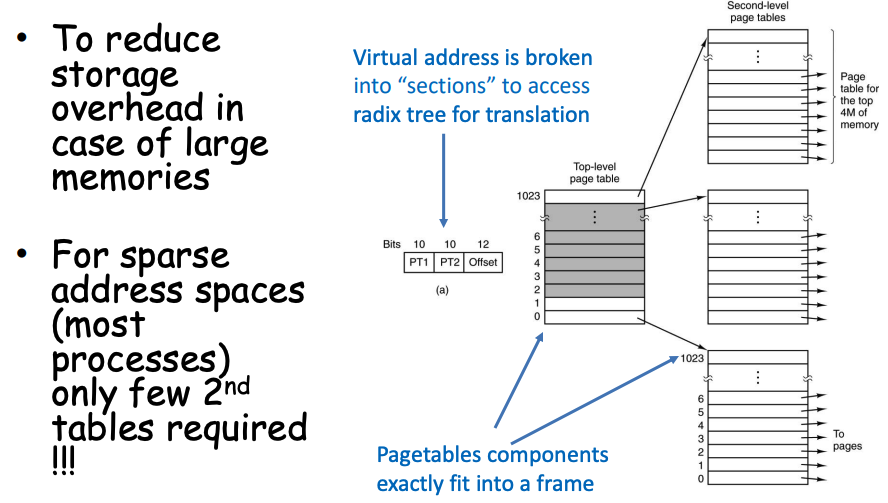 • To reduce
storage
overhead in
case of large
memories
• For sparse
address spaces
(most
processes)
only few 2nd
tables required
!!!
Virtual address is broken
into “sections” to access
radix tree for translation
Bits 10 10 12
PT1 PT2 Offset
(a)
Top-level
page table
1023
6
5
4
3
2
1
0
Second-level
page tables
Page
table for
the top
4M of
memory
1023
6
5
4
3
2
1
0
To
pages
Pagetables components
exactly fit into a frame